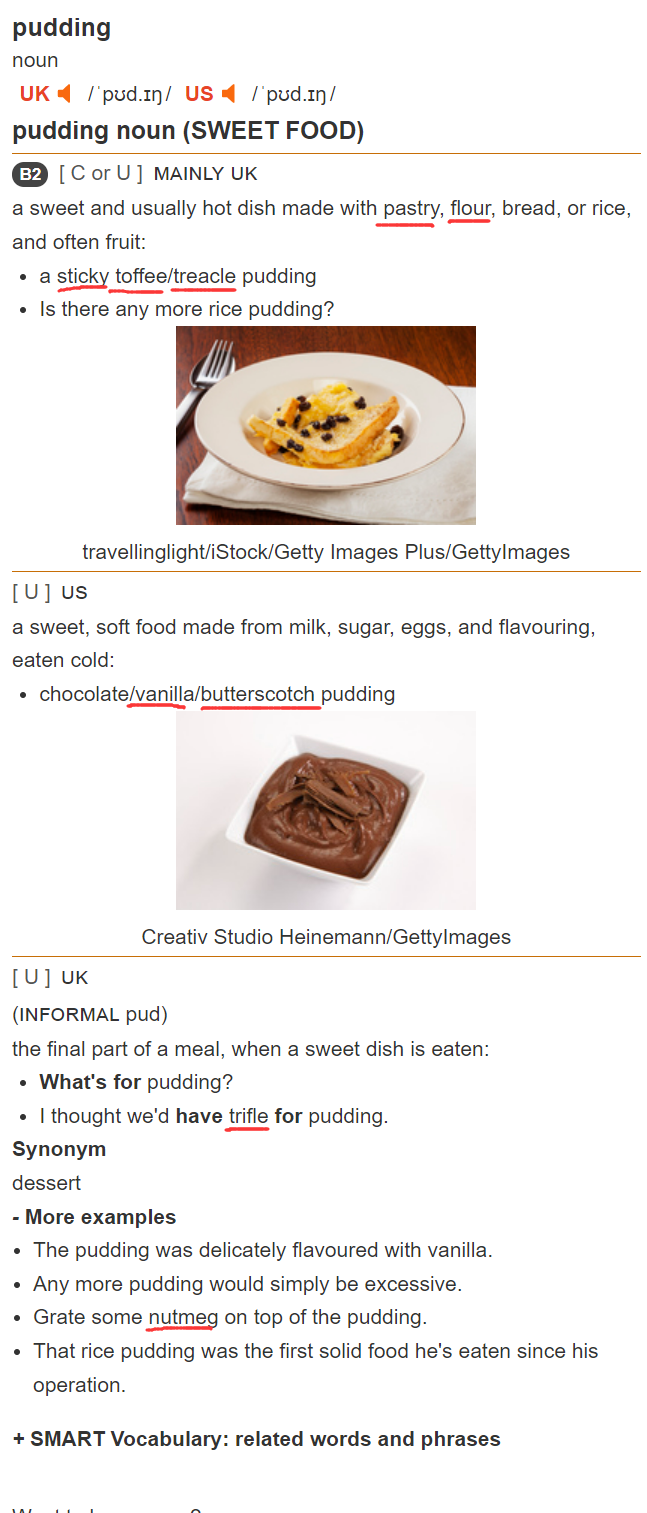 pudding
noun
UK /ˈpʊd.ɪŋ/ US /ˈpʊd.ɪŋ/
pudding noun (SWEET FOOD)
B2 [ C or U ] MAINLY UK
a sweet and usually hot dish made with pastry, flour, bread, or rice,
and often fruit:
• a sticky toffee/treacle pudding
• Is there any more rice pudding?
travellinglight/iStock/Getty Images Plus/GettyImages
[ U ] US
a sweet, soft food made from milk, sugar, eggs, and flavouring,
eaten cold:
• chocolate/vanilla/butterscotch pudding
Creativ Studio Heinemann/GettyImages
[ U ] UK
(INFORMAL pud)
the final part of a meal, when a sweet dish is eaten:
• What's for pudding?
• I thought we'd have trifle for pudding.
Synonym
dessert
- More examples
• The pudding was delicately flavoured with vanilla.
• Any more pudding would simply be excessive.
• Grate some nutmeg on top of the pudding.
• That rice pudding was the first solid food he's eaten since his
operation.
+ SMART Vocabulary: related words and phrases